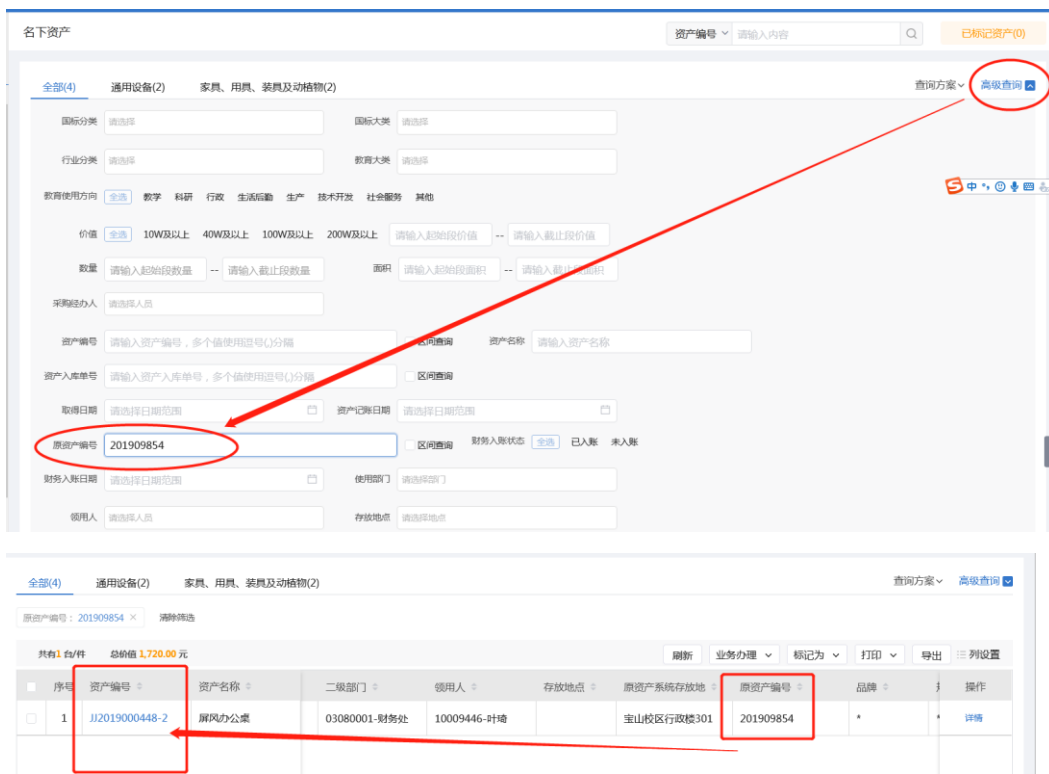 名下资产 资产编号 请输入内容 已标记资产(0)
全部(4) 通用设备(2) 家具、用具、装具及动植物(2) 查询方案 高级查询
国标分类 请选择 国标大类 请选择
行业分类 请选择 教育大类 请选择
教育使用方向 全选 教学 科研 行政 生活后勤 生产 技术开发 社会服务 其他
中
价值 全选 10W及以上 40W及以上 100W及以上 200W及以上 请输入起始段价值 -- 请输入截止段价值
数量 请输入起始段数量 -- 请输入截止段数量 面积 请输入起始段面积 -- 请输入截止段面积
采购经办人 请选择人员
资产编号 请输入资产编号，多个值使用逗号(,)分隔 区间查询 资产名称 请输入资产名称
资产入库单号 请输入资产入库单号，多个值使用逗号(,)分隔 区间查询
取得日期 请选择日期范围 资产记账日期 请选择日期范围
原资产编号 201909854 区间查询 财务入账状态 全选 已入账 未入账
财务入账日期 请选择日期范围 使用部门 请选择部门
领用人 请选择人员 存放地点 请选择地点
全部(4) 通用设备(2) 家具、用具、装具及动植物(2) 查询方案 高级查询
原资产编号：201909854 × 清除筛选
共有1 台/件 总价值 1,720.00 元 刷新 业务办理 标记为 打印 导出 列设置
序号 资产编号 资产名称 二级部门 领用人 存放地点 原资产系统存放地 原资产编号 品牌 操作
1 JJ2019000448-2 屏风办公桌 03080001-财务处 10009446-叶琦 宝山校区行政楼301 201909854 * * 详情